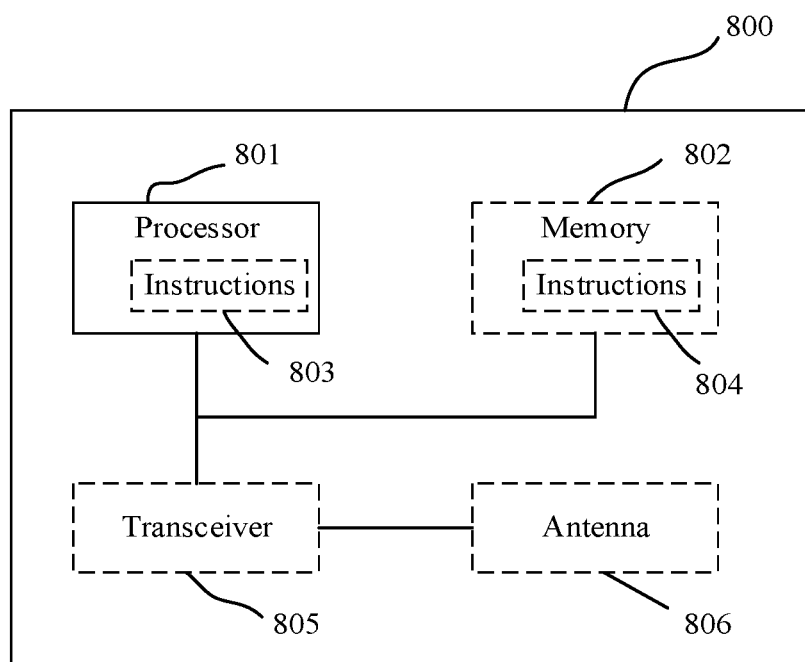 800
801
802
Processor
Memory
Instructions
Instructions
803
804
Transceiver
Antenna
805
806